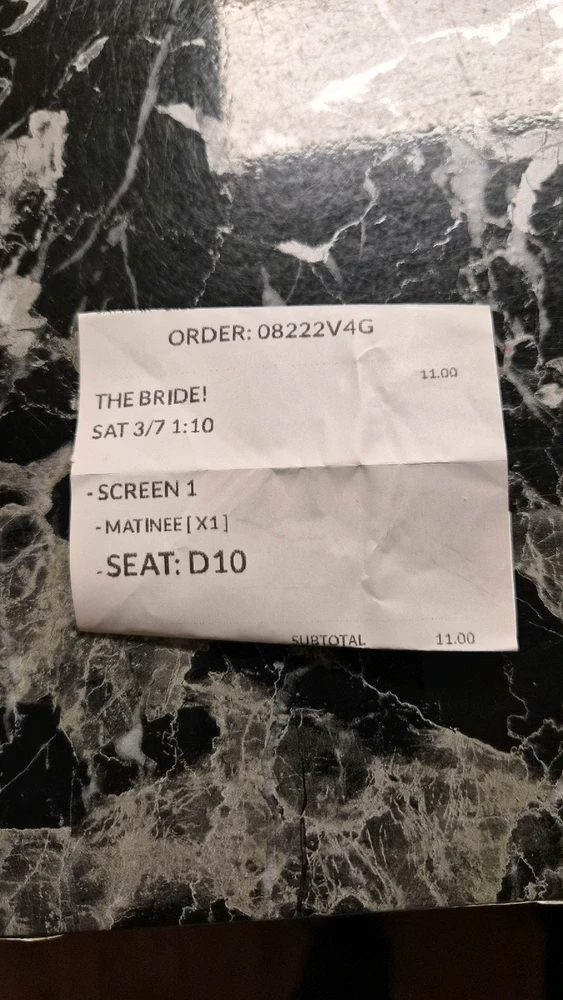 ORDER: 08222V4G
11.00
THE BRIDE!
SAT 3/7 1:10
- SCREEN 1
- MATINEE [ X1 ]
- SEAT: D10
SUBTOTAL 11.00